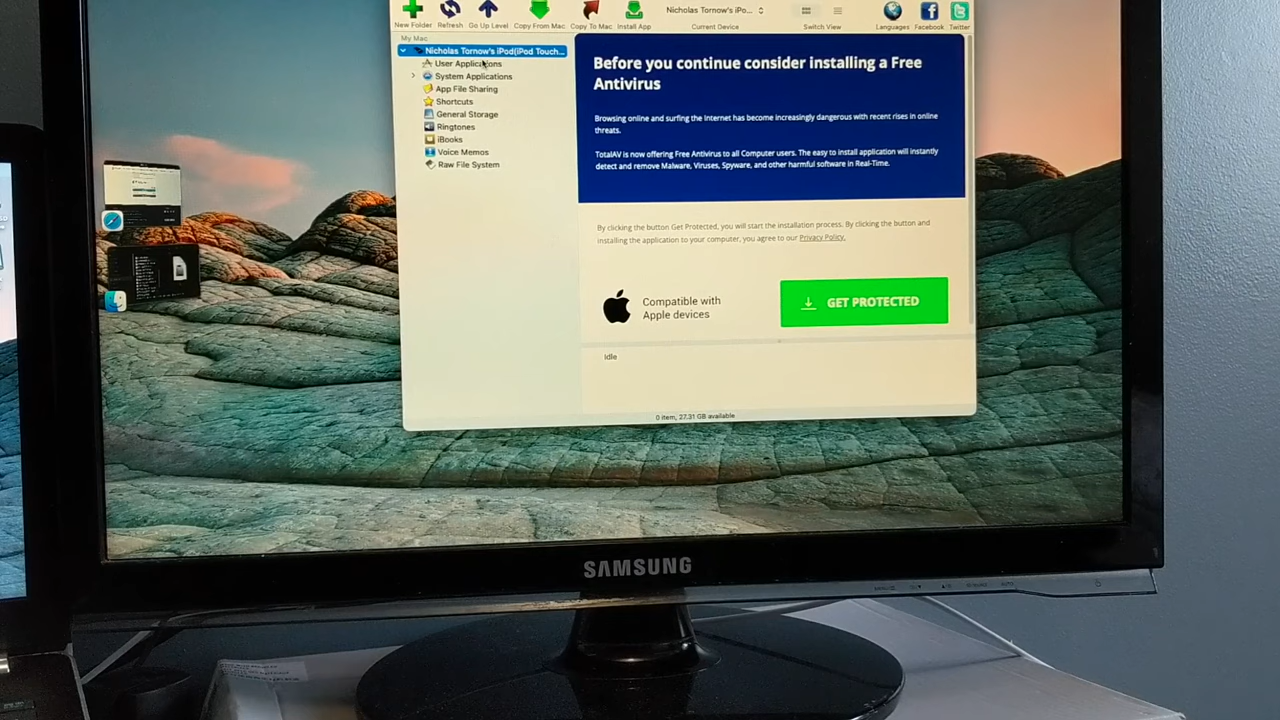 New Folder
Refresh
Go Up Level
Copy From Mac
Copy To Mac
Install App
Nicholas Tornow's iPo...
Current Device
Switch View
Languages
Facebook
Twitter
My Mac
Nicholas Tornow's iPod(iPod Touch...
User Applications
System Applications
App File Sharing
Shortcuts
General Storage
Ringtones
iBooks
Voice Memos
Raw File System
Before you continue consider installing a Free
Antivirus
Browsing online and surfing the Internet has become increasingly dangerous with recent rises in online
threats.
TotalAV is now offering Free Antivirus to all Computer users. The easy to install application will instantly
detect and remove Malware, Viruses, Spyware, and other harmful software in Real-Time.
By clicking the button Get Protected, you will start the installation process. By clicking the button and
installing the application to your computer, you agree to our Privacy Policy.
Compatible with
Apple devices
GET PROTECTED
Idle
0 item, 27.31 GB available
SAMSUNG